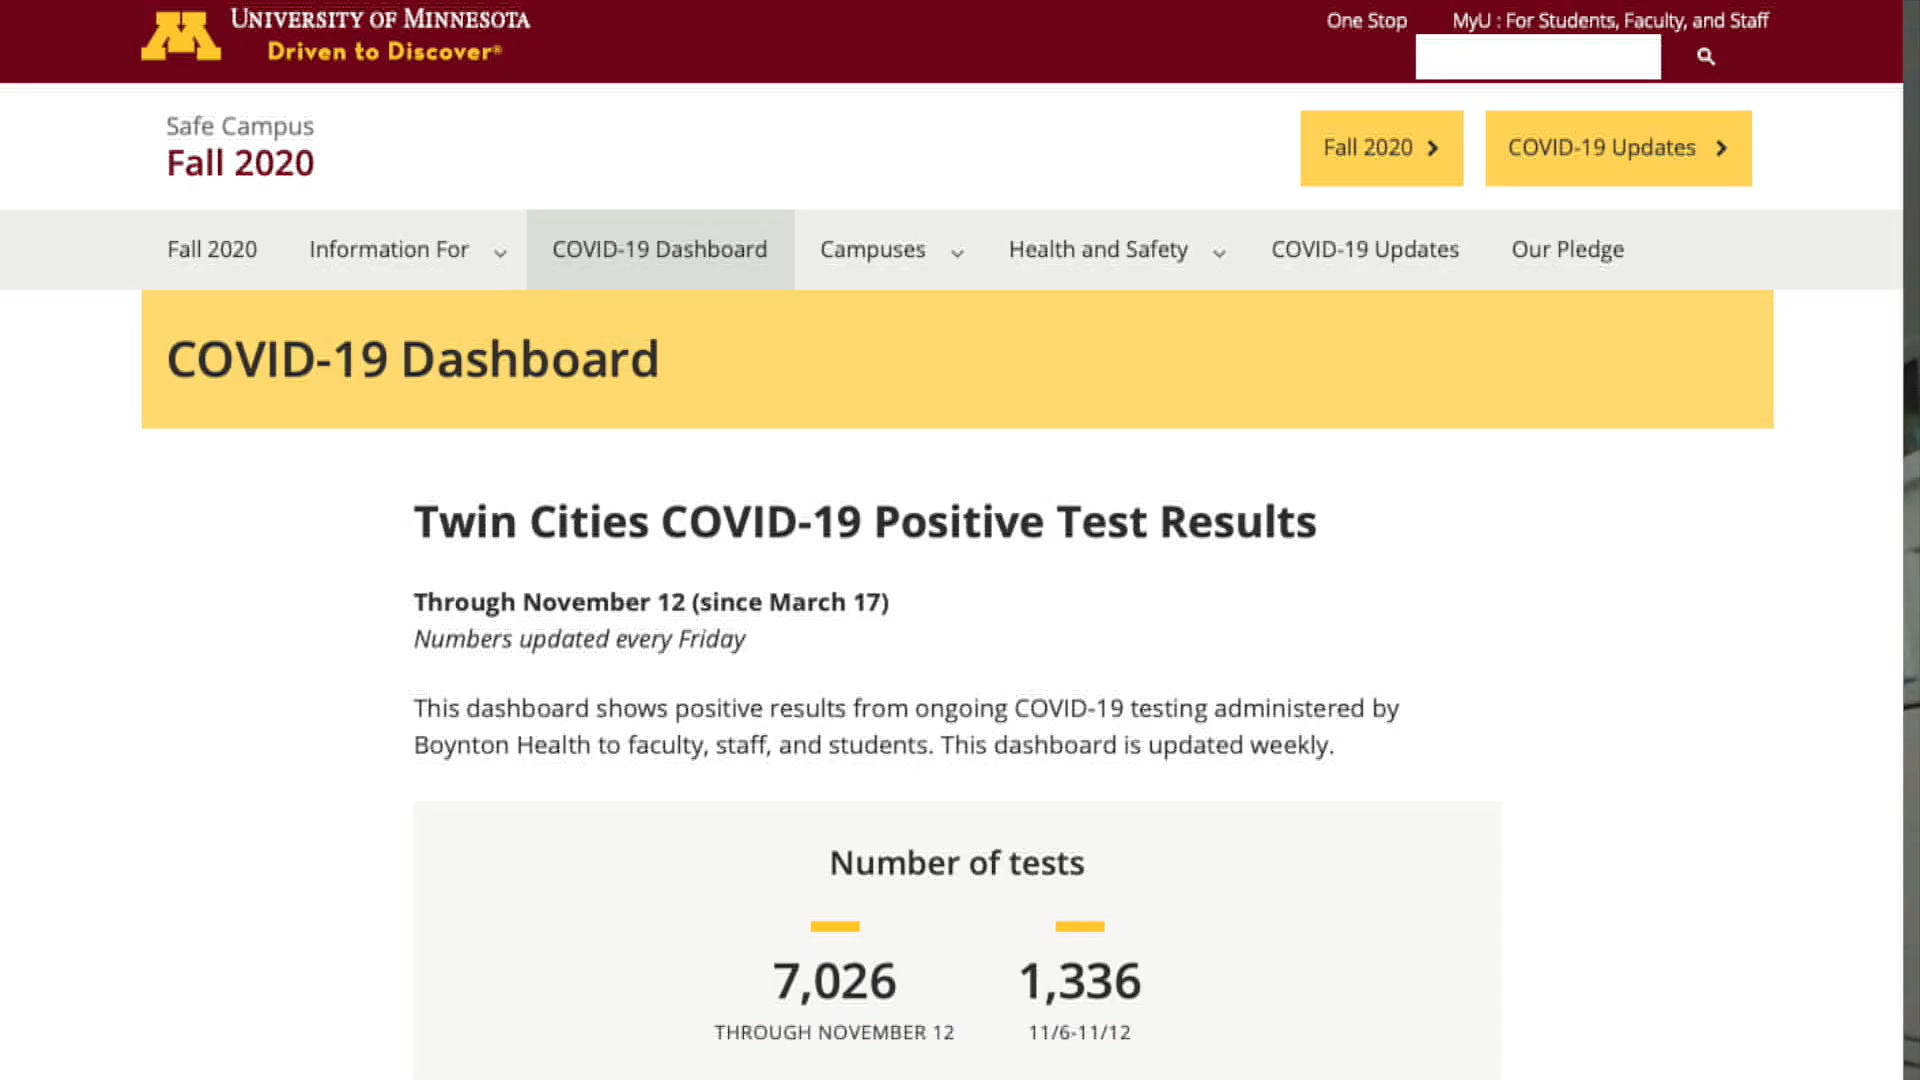 UNIVERSITY OF MINNESOTA
Driven to Discover®
One Stop
MyU : For Students, Faculty, and Staff
Safe Campus
Fall 2020
Fall 2020
COVID-19 Updates
Fall 2020
Information For
COVID-19 Dashboard
Campuses
Health and Safety
COVID-19 Updates
Our Pledge
COVID-19 Dashboard
Twin Cities COVID-19 Positive Test Results
Through November 12 (since March 17)
Numbers updated every Friday
This dashboard shows positive results from ongoing COVID-19 testing administered by
Boynton Health to faculty, staff, and students. This dashboard is updated weekly.
Number of tests
7,026
1,336
THROUGH NOVEMBER 12
11/6-11/12